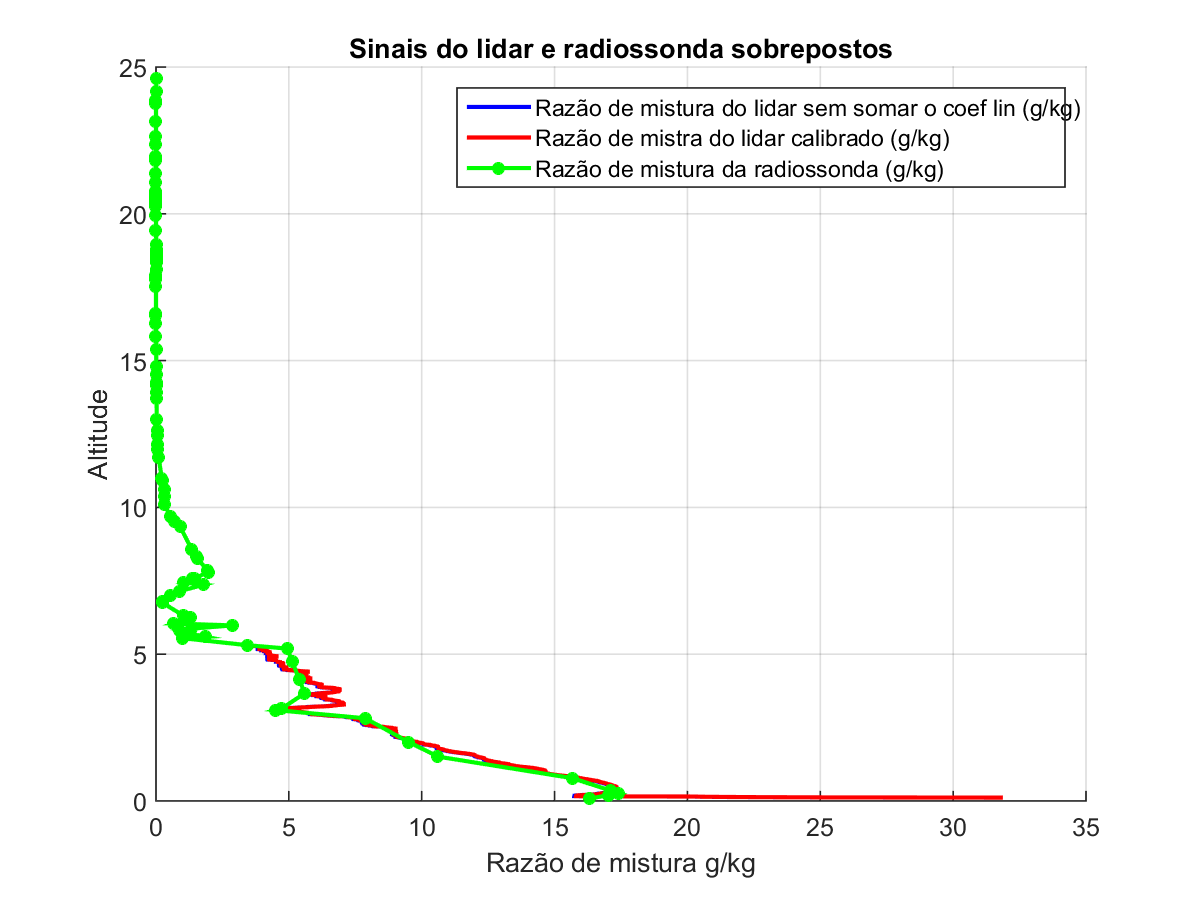 Sinais do lidar e radiossonda sobrepostos
25
Razão de mistura do lidar sem somar o coef lin (g/kg)
Razão de mistra do lidar calibrado (g/kg)
Razão de mistura da radiossonda (g/kg)
20
15
Altitude
10
5
0
0 5 10 15 20 25 30 35
Razão de mistura g/kg